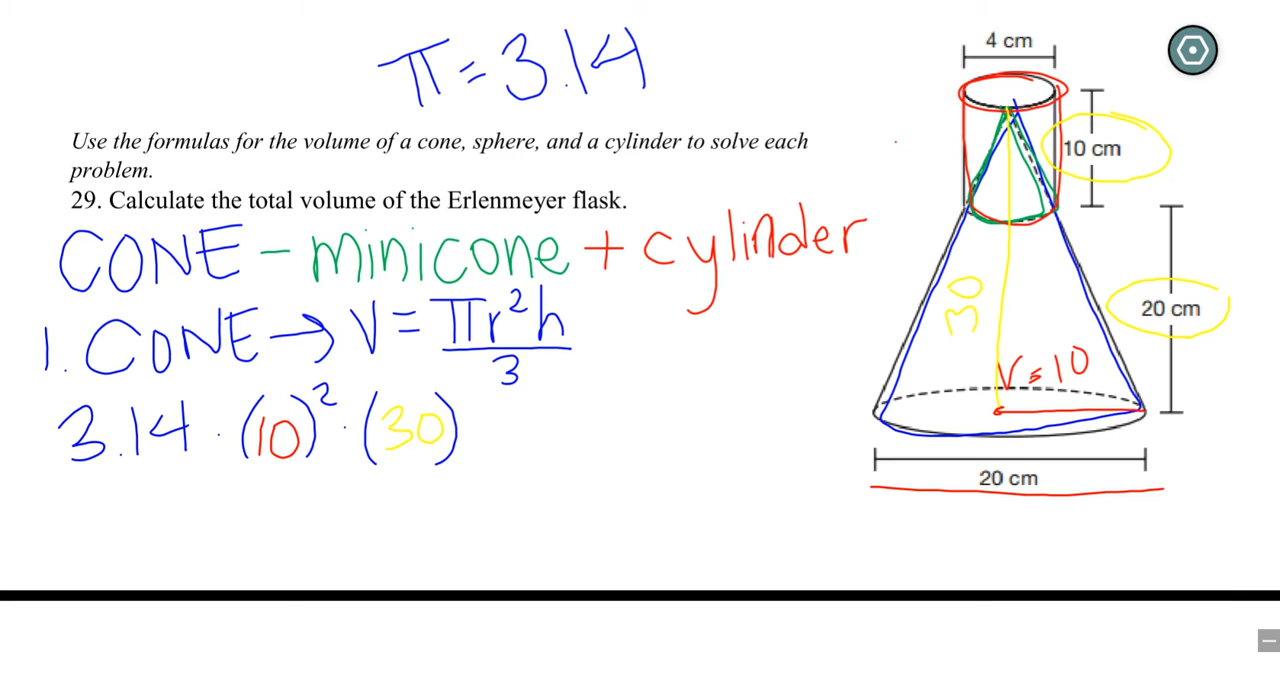 π = 3.14
4 cm
Use the formulas for the volume of a cone, sphere, and a cylinder to solve each
problem.
29. Calculate the total volume of the Erlenmeyer flask.
10 cm
CONE - minicone + cylinder
1. CONE → V = πr²h
3
3.14 · (10)² · (30)
30
20 cm
r = 10
20 cm